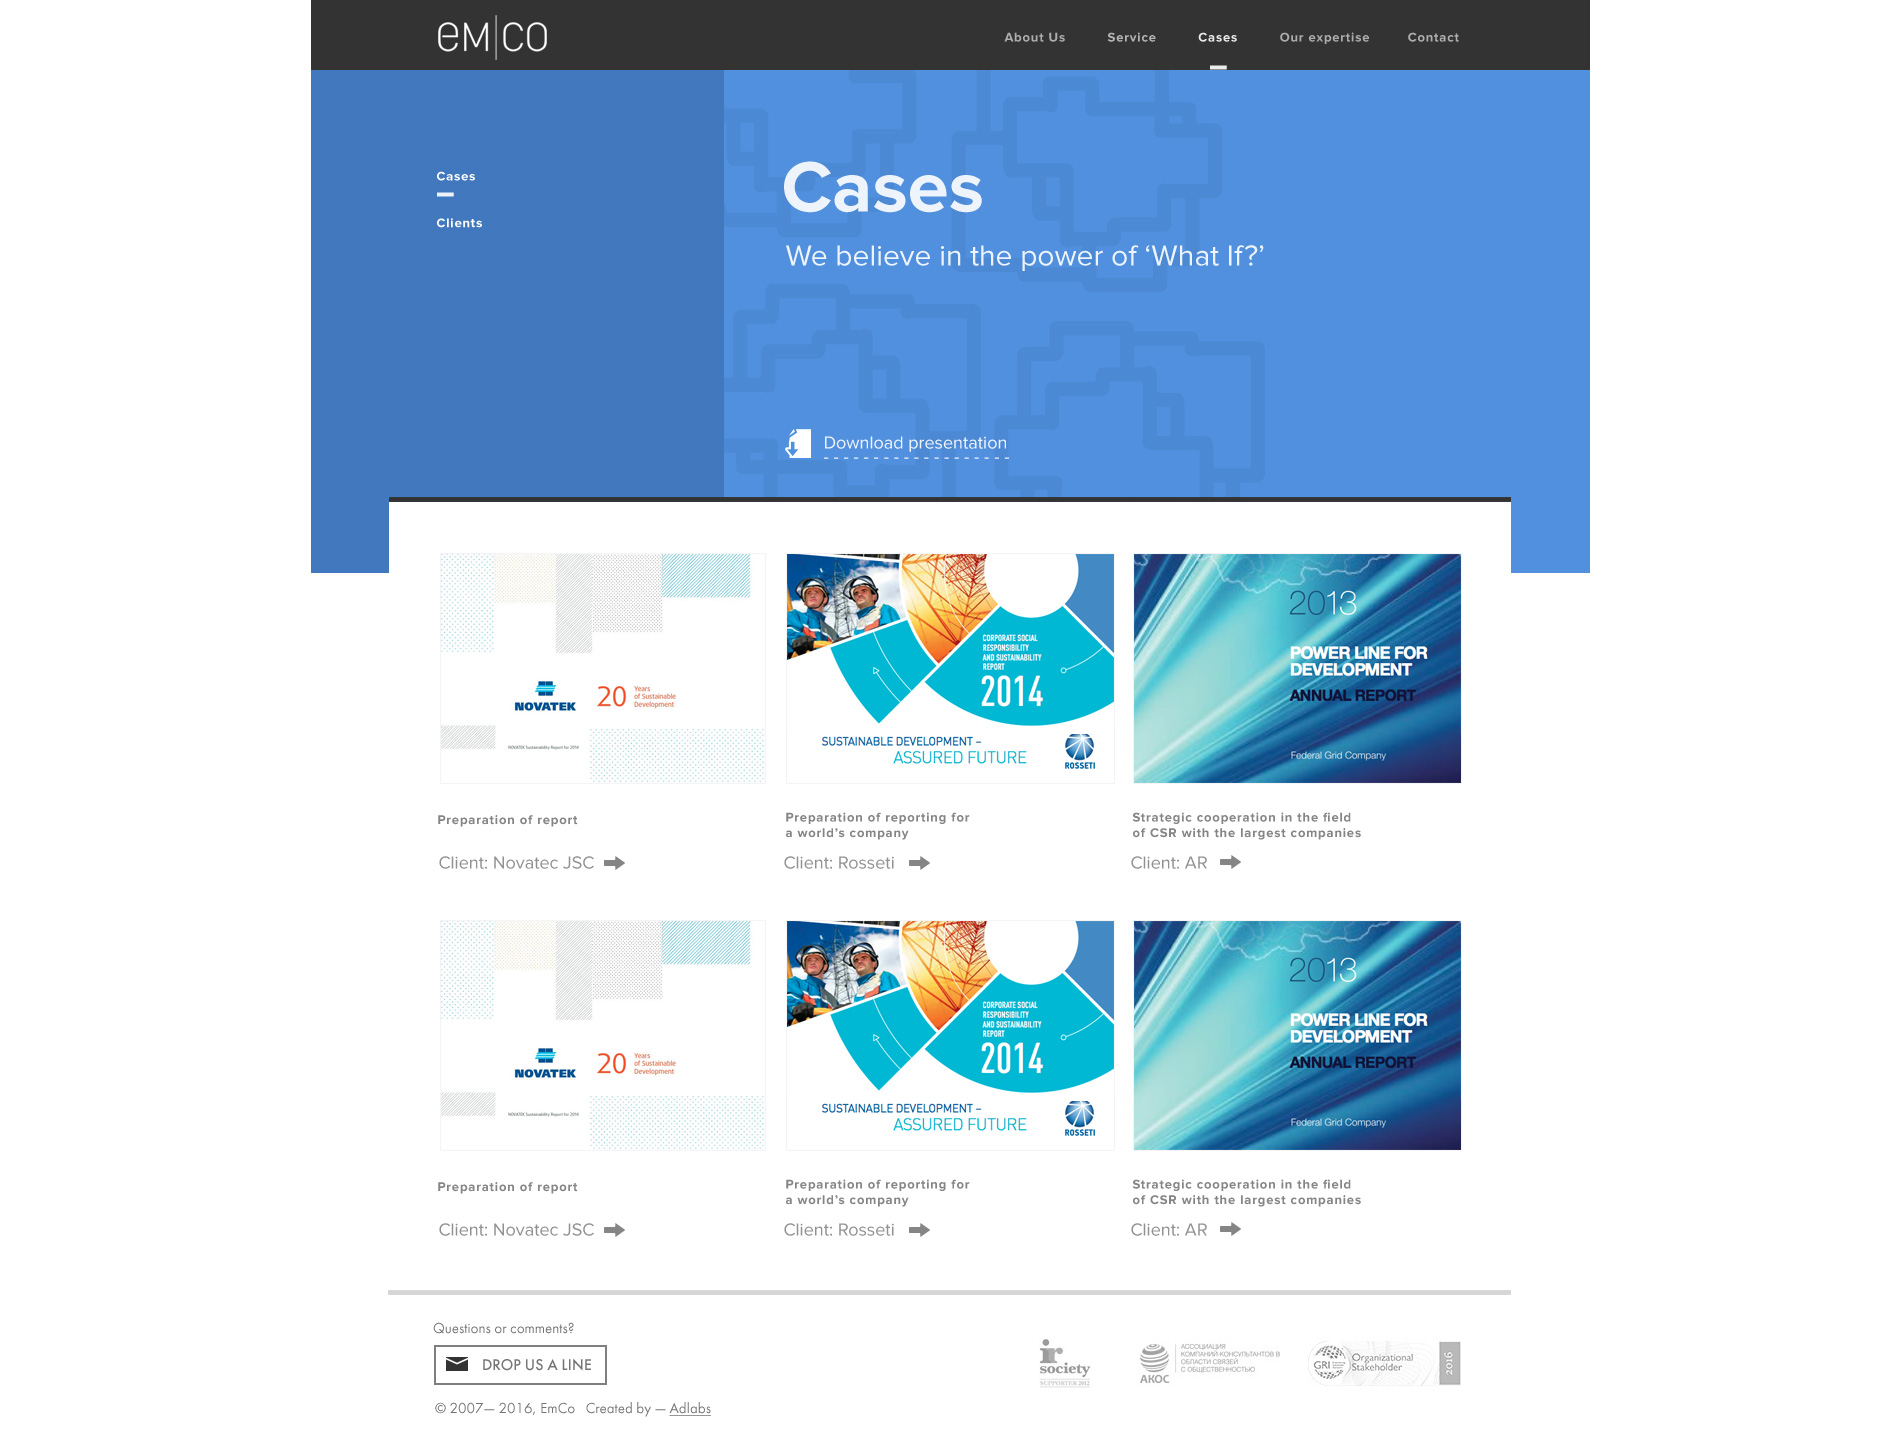 em|co
About Us
Service
Cases
Our expertise
Contact
Cases
Clients
Cases
We believe in the power of ‘What If?’
Download presentation
NOVATEK
20
Years
of Sustainable
Development
NOVATEK Sustainability Report for 2014
Preparation of report
Client: Novatec JSC
CORPORATE SOCIAL
RESPONSIBILITY
AND SUSTAINABILITY
REPORT
2014
SUSTAINABLE DEVELOPMENT –
ASSURED FUTURE
ROSSETI
Preparation of reporting for
a world’s company
Client: Rosseti
2013
POWER LINE FOR
DEVELOPMENT
ANNUAL REPORT
Federal Grid Company
Strategic cooperation in the field
of CSR with the largest companies
Client: AR
NOVATEK
20
Years
of Sustainable
Development
NOVATEK Sustainability Report for 2014
Preparation of report
Client: Novatec JSC
CORPORATE SOCIAL
RESPONSIBILITY
AND SUSTAINABILITY
REPORT
2014
SUSTAINABLE DEVELOPMENT –
ASSURED FUTURE
ROSSETI
Preparation of reporting for
a world’s company
Client: Rosseti
2013
POWER LINE FOR
DEVELOPMENT
ANNUAL REPORT
Federal Grid Company
Strategic cooperation in the field
of CSR with the largest companies
Client: AR
Questions or comments?
DROP US A LINE
© 2007— 2016, EmCo Created by — Adlabs
ir
society
SUPPORTER 2012
АКОС
АССОЦИАЦИЯ
КОМПАНИЙ-КОНСУЛЬТАНТОВ В
ОБЛАСТИ СВЯЗЕЙ
С ОБЩЕСТВЕННОСТЬЮ
GRI
Organizational
Stakeholder
2016